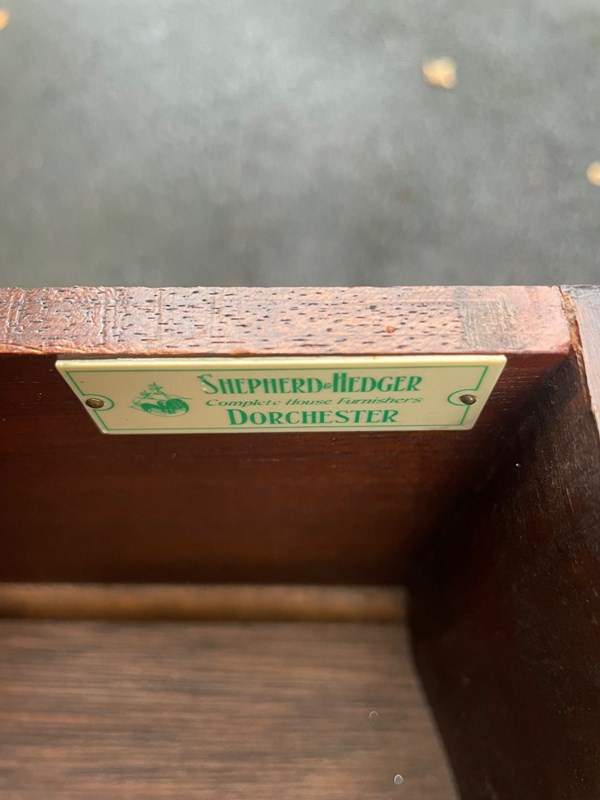 SHEPHERD & HEDGER
Complete House Furnishers
DORCHESTER